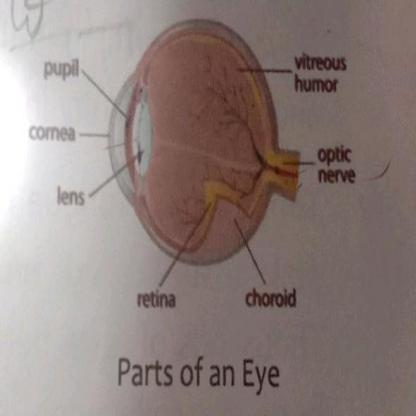 pupil
vitreous
humor
cornea
optic
nerve
lens
retina
choroid
Parts of an Eye